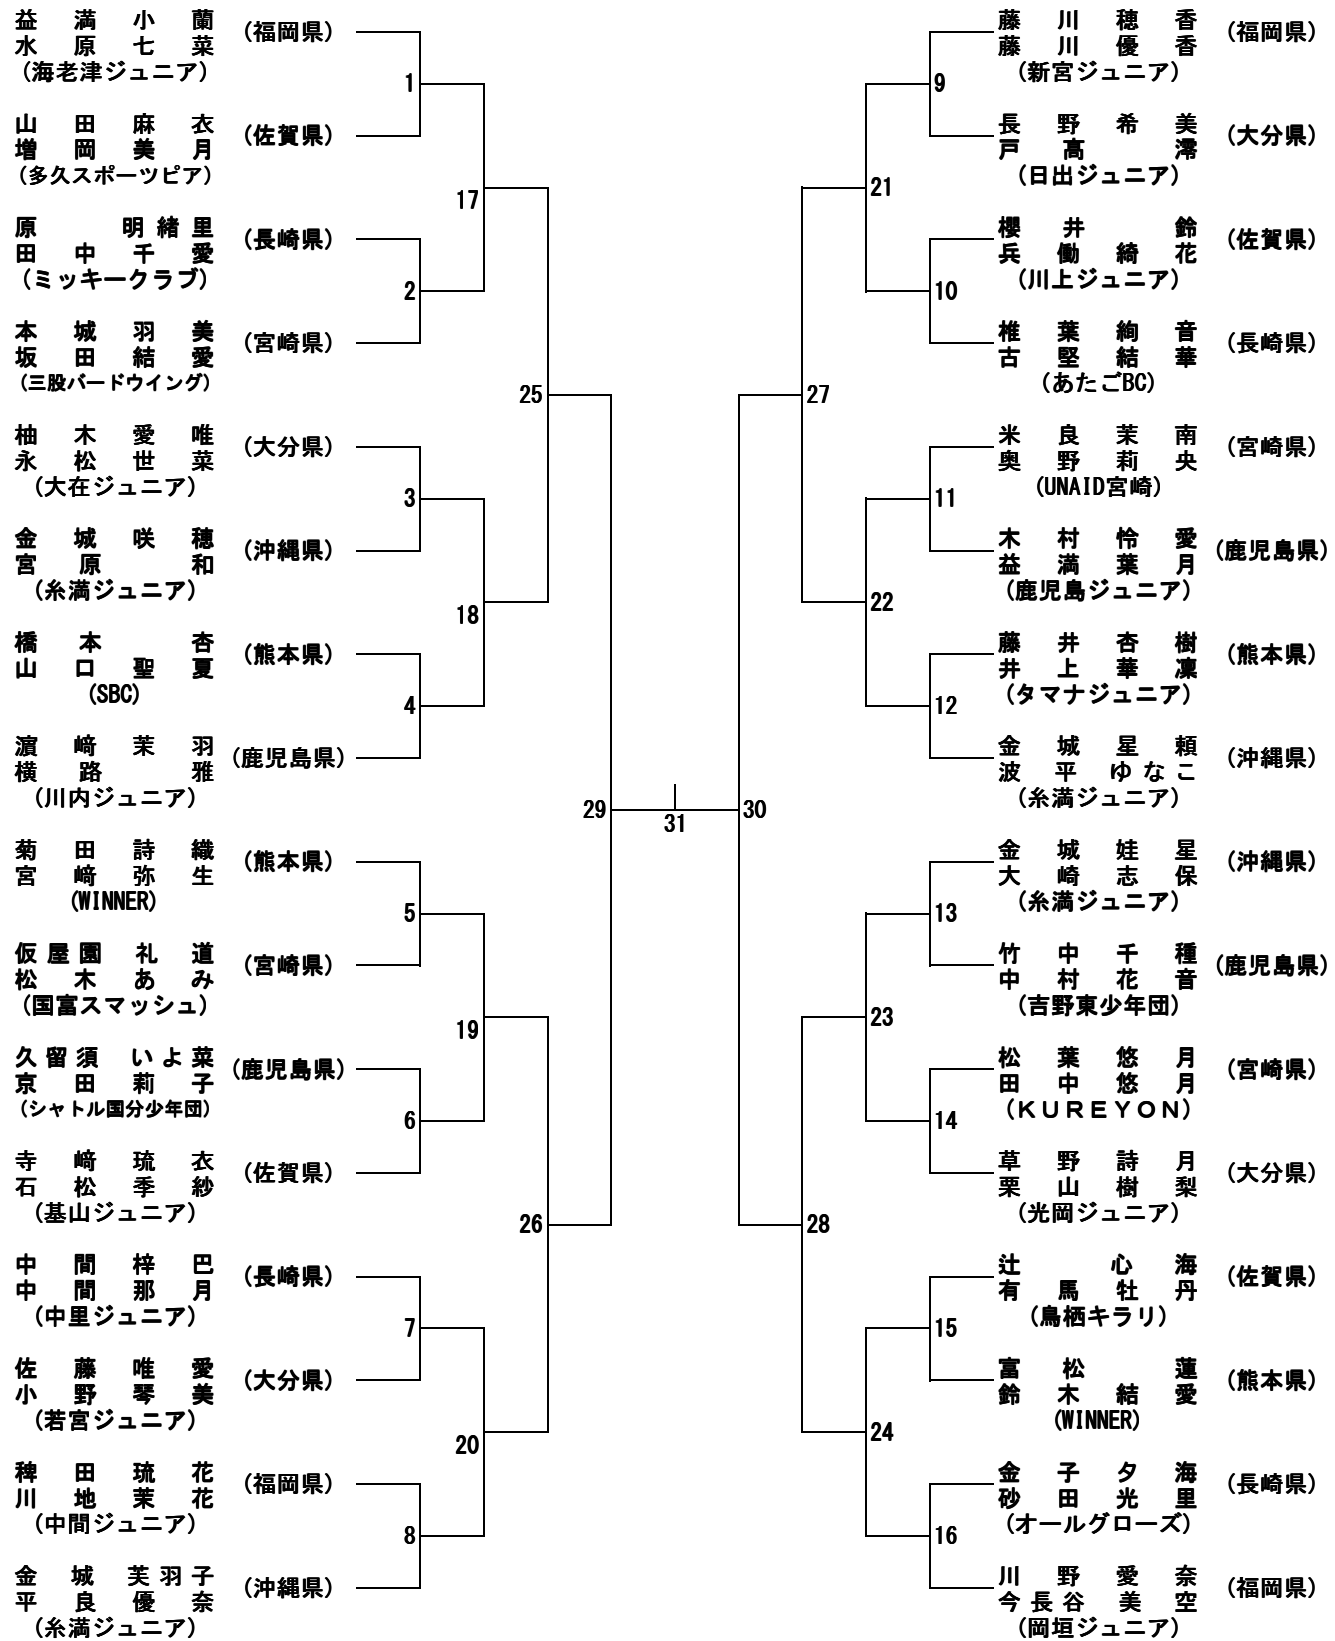 益満小蘭
水原七菜
(福岡県)
(海老津ジュニア)
1
山田麻衣
増岡美月
(佐賀県)
(多久スポーツピア)
17
原 明緒里
田中千愛
(長崎県)
(ミッキークラブ)
2
本城羽美
坂田結愛
(宮崎県)
(三股バードウイング)
25
柚木愛唯
永松世菜
(大分県)
(大在ジュニア)
3
金城咲穂
宮原 和
(沖縄県)
(糸満ジュニア)
18
橋本 杏
山口聖夏
(熊本県)
(SBC)
4
濵﨑茉羽
横路 雅
(鹿児島県)
(川内ジュニア)
29
菊田詩織
宮﨑弥生
(熊本県)
(WINNER)
5
仮屋園 礼道
松木あみ
(宮崎県)
(国富スマッシュ)
19
久留須 いよ菜
京田莉子
(鹿児島県)
(シャトル国分少年団)
6
寺﨑琉衣
石松季紗
(佐賀県)
(基山ジュニア)
26
中間梓巴
中間那月
(長崎県)
(中里ジュニア)
7
佐藤唯愛
小野琴美
(大分県)
(若宮ジュニア)
20
稗田琉花
川地茉花
(福岡県)
(中間ジュニア)
8
金城 芙羽子
平良優奈
(沖縄県)
(糸満ジュニア)
31
藤川穂香
藤川優香
(福岡県)
(新宮ジュニア)
9
長野希美
戸高 澪
(大分県)
(日出ジュニア)
21
櫻井 鈴
兵働綺花
(佐賀県)
(川上ジュニア)
10
椎葉絢音
古堅結華
(長崎県)
(あたごBC)
27
米良茉南
奥野莉央
(宮崎県)
(UNAID宮崎)
11
木村怜愛
益満葉月
(鹿児島県)
(鹿児島ジュニア)
22
藤井杏樹
井上華凜
(熊本県)
(タマナジュニア)
12
金城星頼
波平 ゆなこ
(沖縄県)
(糸満ジュニア)
30
金城娃星
大崎志保
(沖縄県)
(糸満ジュニア)
13
竹中千種
中村花音
(鹿児島県)
(吉野東少年団)
23
松葉悠月
田中悠月
(宮崎県)
(ＫＵＲＥＹＯＮ)
14
草野詩月
栗山樹梨
(大分県)
(光岡ジュニア)
28
辻 心海
有馬牡丹
(佐賀県)
(鳥栖キラリ)
15
富松 蓮
鈴木結愛
(熊本県)
(WINNER)
24
金子夕海
砂田光里
(長崎県)
(オールグローズ)
16
川野愛奈
今長谷 美空
(福岡県)
(岡垣ジュニア)